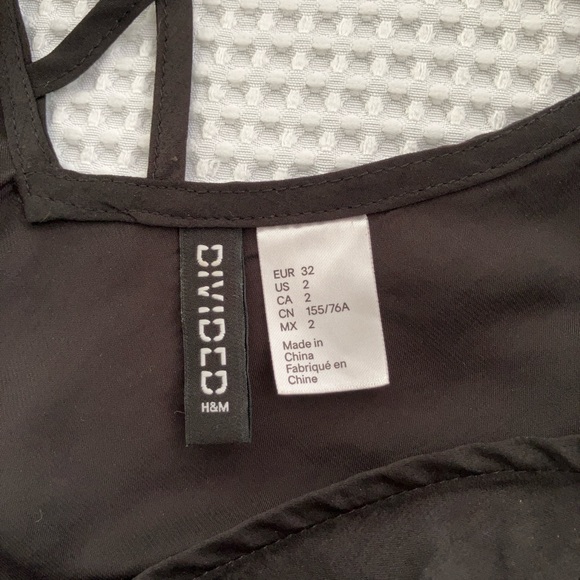 DIVIDED
H&M
EUR 32
US 2
CA 2
CN 155/76A
MX 2
Made in
China
Fabriqué en
Chine